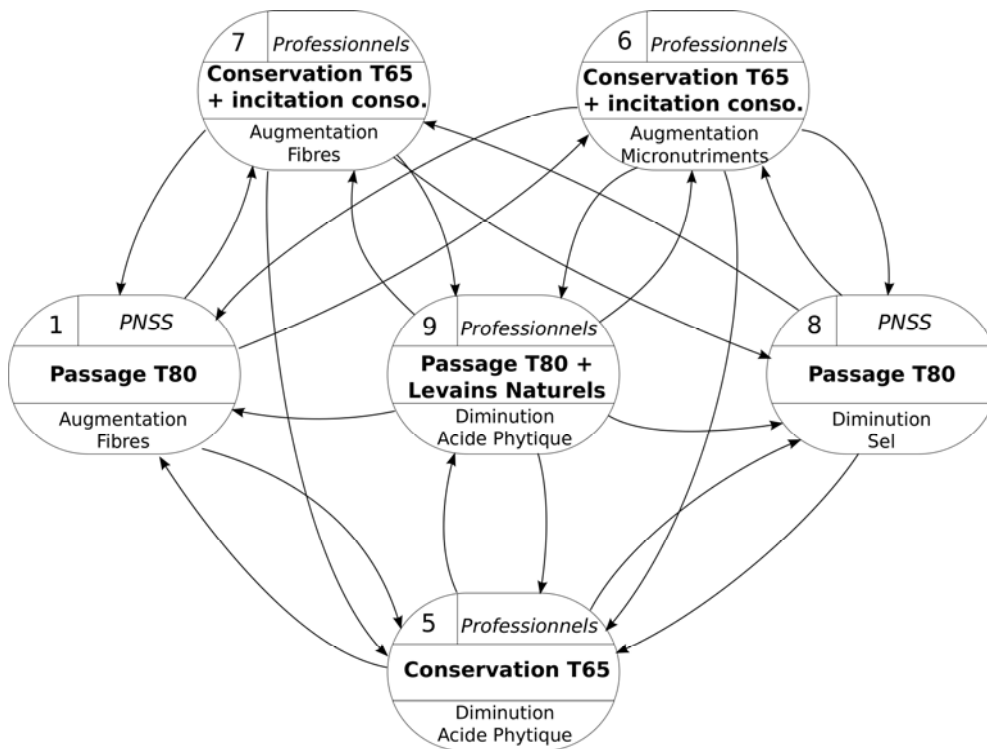 7 Professionnels
Conservation T65
+ incitation conso.
Augmentation
Fibres
6 Professionnels
Conservation T65
+ incitation conso.
Augmentation
Micronutriments
1 PNSS
Passage T80
Augmentation
Fibres
9 Professionnels
Passage T80 +
Levains Naturels
Diminution
Acide Phytique
8 PNSS
Passage T80
Diminution
Sel
5 Professionnels
Conservation T65
Diminution
Acide Phytique